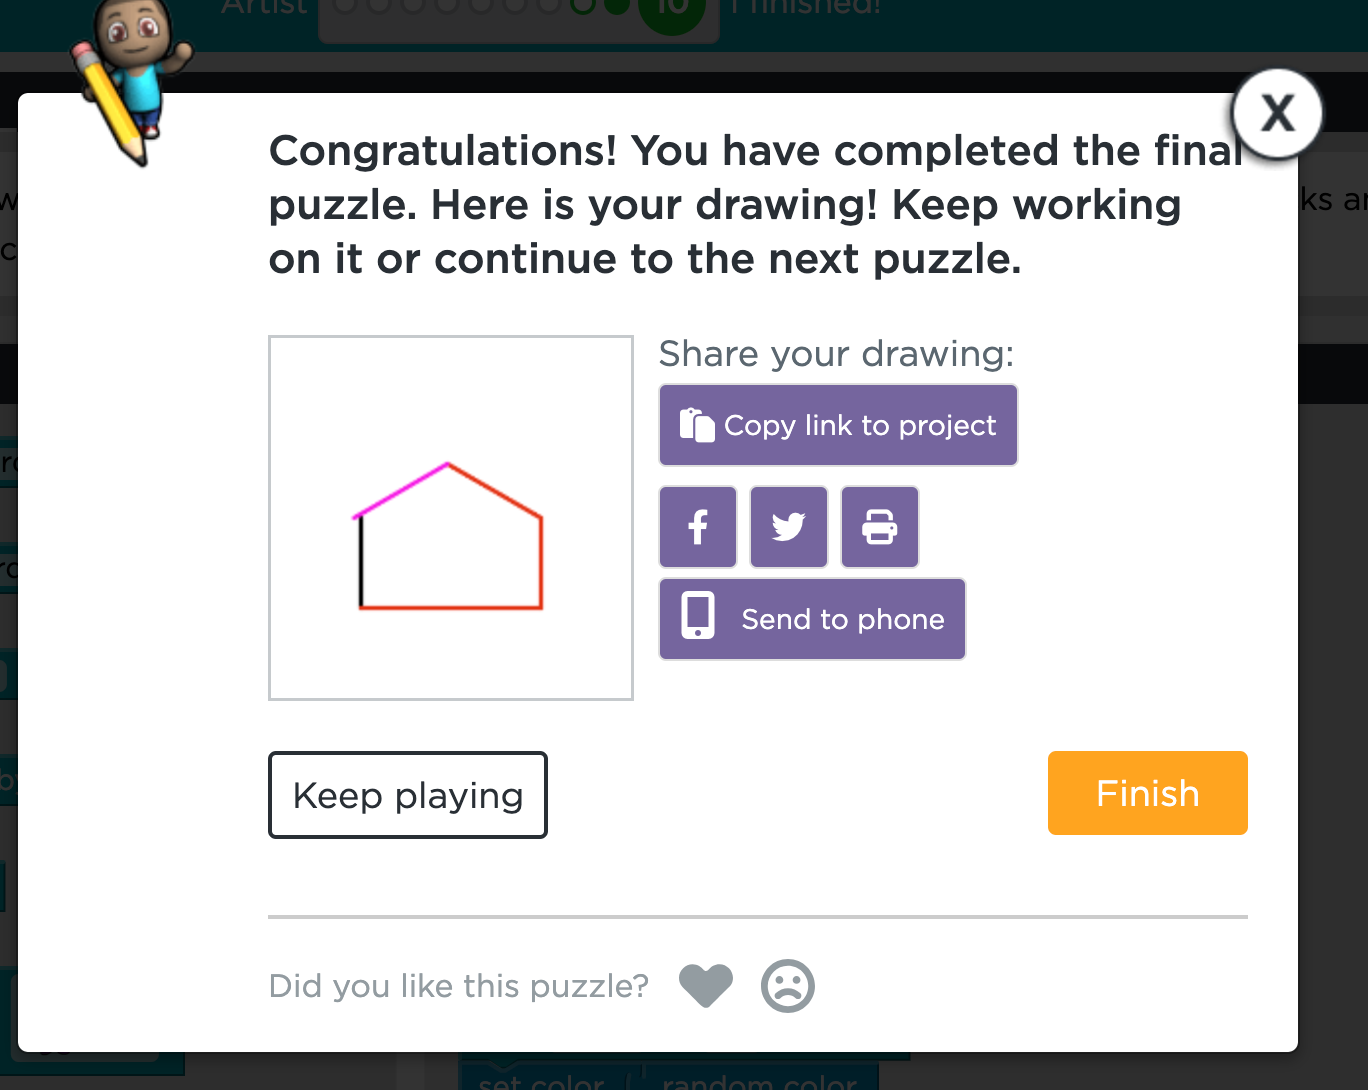 Artist
10
I finished!
X
Congratulations! You have completed the final
puzzle. Here is your drawing! Keep working
on it or continue to the next puzzle.
Share your drawing:
Copy link to project
Send to phone
Keep playing
Finish
Did you like this puzzle?
set color
random color